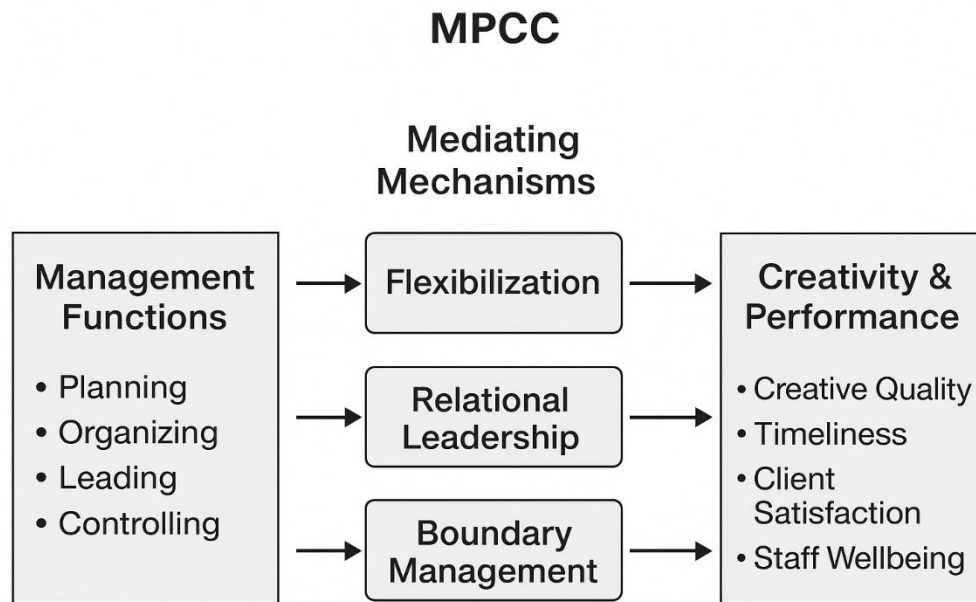 MPCC
Mediating
Mechanisms
Management
Functions
• Planning
• Organizing
• Leading
• Controlling
Flexibilization
Relational
Leadership
Boundary
Management
Creativity &
Performance
• Creative Quality
• Timeliness
• Client
Satisfaction
• Staff Wellbeing